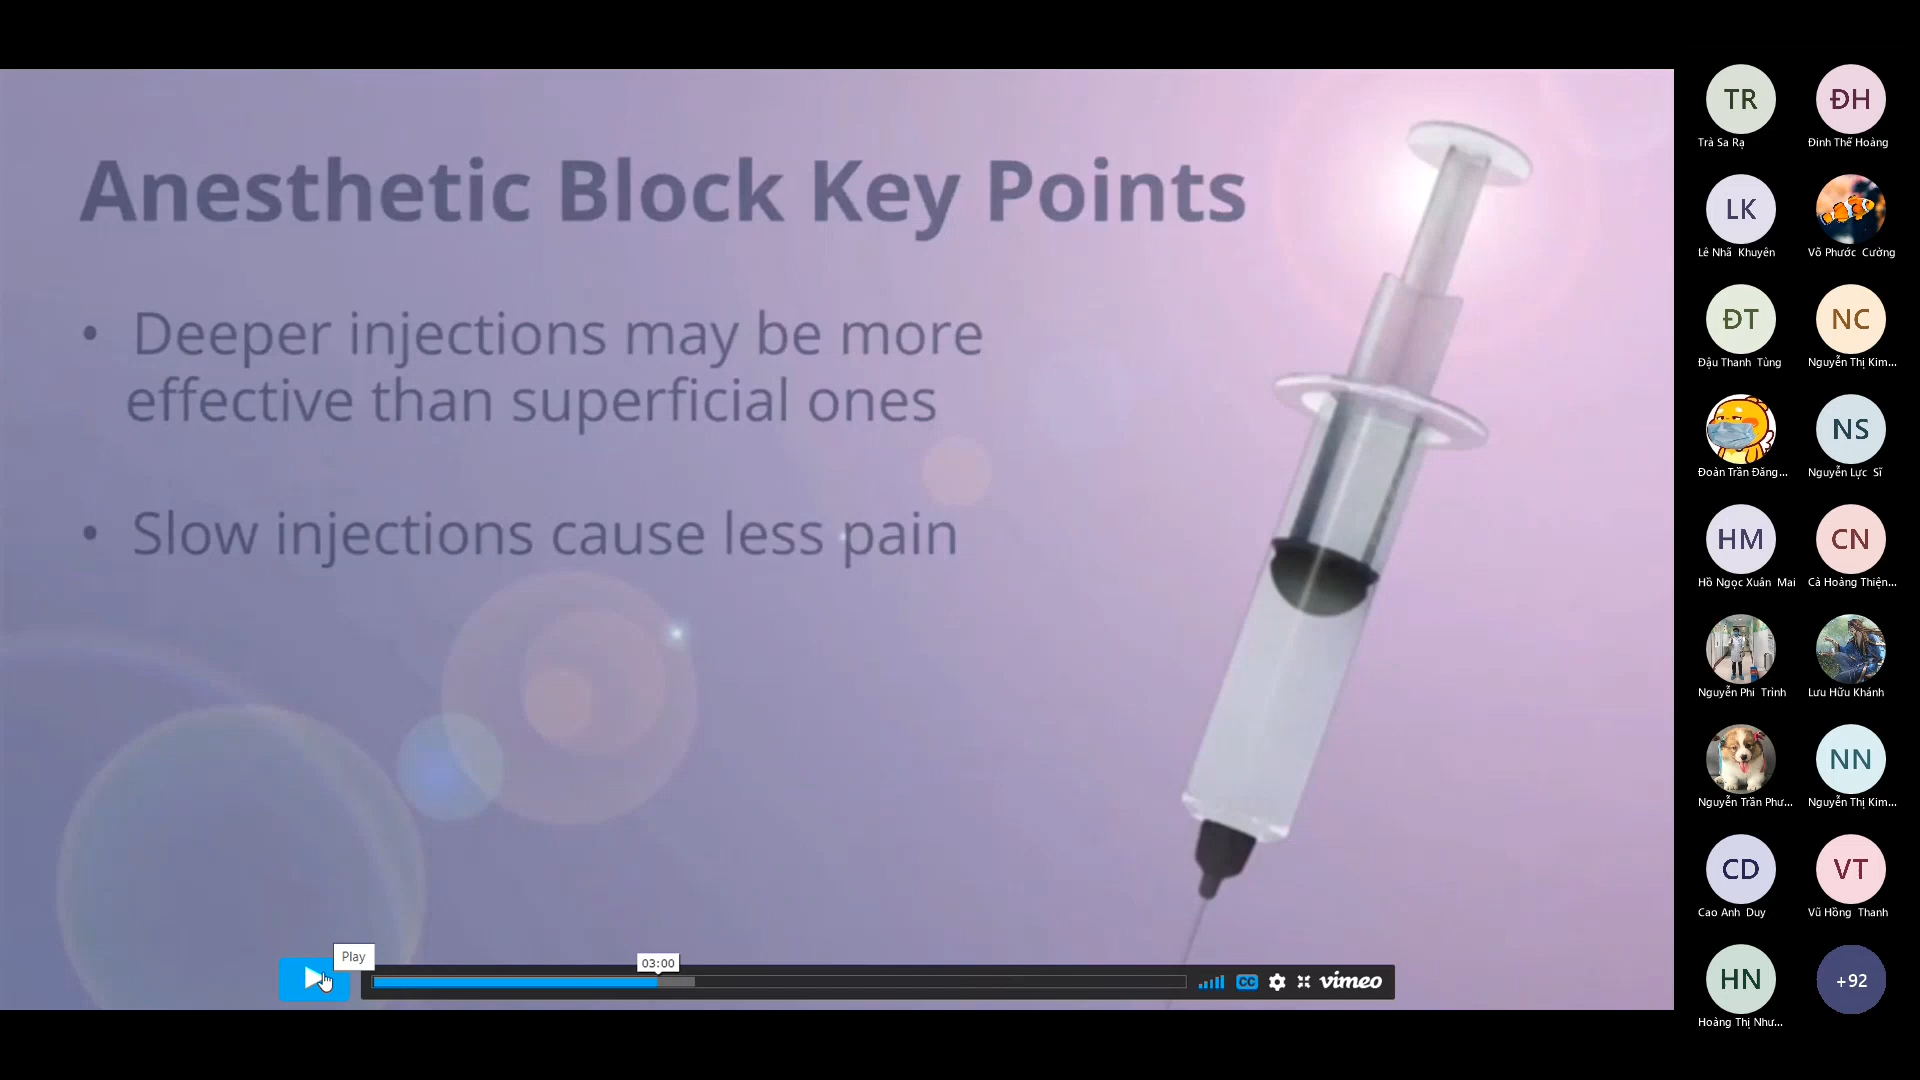 Anesthetic Block Key Points
• Deeper injections may be more
effective than superficial ones
• Slow injections cause less pain
Play
03:00
CC
vimeo
TR
Trà Sa Rạ
ĐH
Đinh Thế Hoàng
LK
Lê Nhã Khuyên
Võ Phước Cường
ĐT
Đậu Thanh Tùng
NC
Nguyễn Thị Kim...
Đoàn Trần Đăng...
NS
Nguyễn Lực Sĩ
HM
Hồ Ngọc Xuân Mai
CN
Cà Hoàng Thiện...
Nguyễn Phi Trinh
Lưu Hữu Khánh
Nguyễn Trần Phư...
NN
Nguyễn Thị Kim...
CD
Cao Anh Duy
VT
Vũ Hồng Thanh
HN
Hoàng Thị Như...
+92